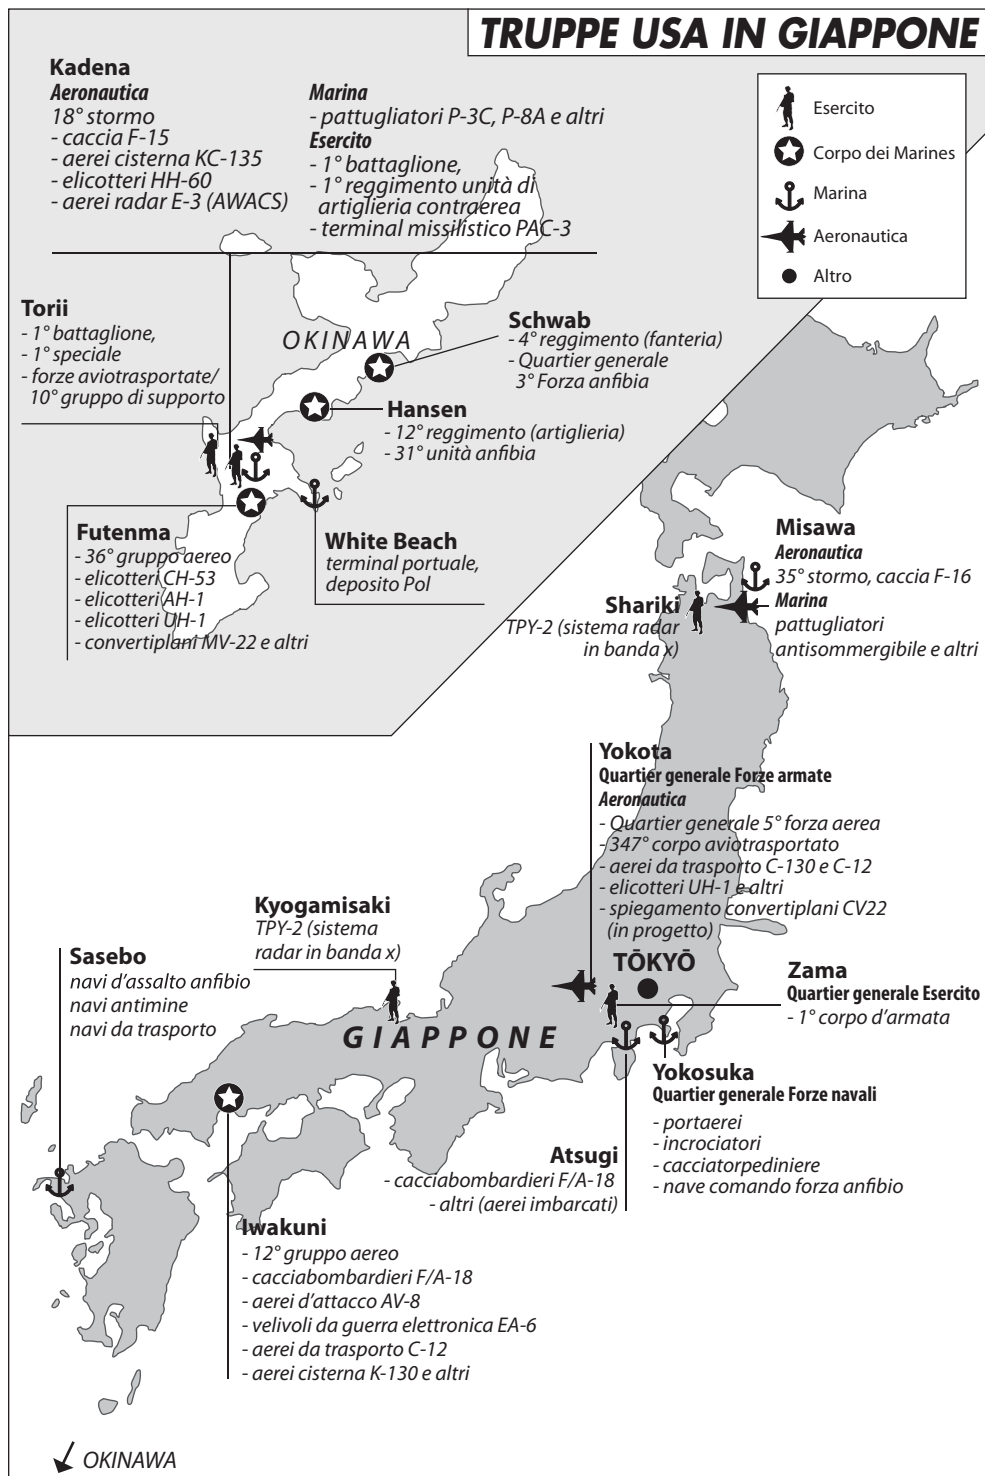 TRUPPE USA IN GIAPPONE
Kadena
Aeronautica
18° stormo
- caccia F-15
- aerei cisterna KC-135
- elicotteri HH-60
- aerei radar E-3 (AWACS)
Marina
- pattugliatori P-3C, P-8A e altri
Esercito
- 1° battaglione,
- 1° reggimento unità di
artiglieria contraerea
- terminal missilistico PAC-3
Esercito
Corpo dei Marines
Marina
Aeronautica
Altro
Torii
- 1° battaglione,
- 1° speciale
- forze aviotrasportate/
10° gruppo di supporto
OKINAWA
Schwab
- 4° reggimento (fanteria)
- Quartier generale
3° Forza anfibia
Hansen
- 12° reggimento (artiglieria)
- 31° unità anfibia
Futenma
- 36° gruppo aereo
- elicotteri CH-53
- elicotteri AH-1
- elicotteri UH-1
- convertiplani MV-22 e altri
White Beach
terminal portuale,
deposito Pol
Misawa
Aeronautica
35° stormo, caccia F-16
Marina
pattugliatori
antisommergibile e altri
Shariki
TPY-2 (sistema radar
in banda x)
Yokota
Quartier generale Forze armate
Aeronautica
- Quartier generale 5° forza aerea
- 347° corpo aviotrasportato
- aerei da trasporto C-130 e C-12
- elicotteri UH-1 e altri
- spiegamento convertiplani CV22
(in progetto)
Kyogamisaki
TPY-2 (sistema
radar in banda x)
Sasebo
navi d'assalto anfibio
navi antimine
navi da trasporto
TŌKYŌ
Zama
Quartier generale Esercito
- 1° corpo d'armata
GIAPPONE
Yokosuka
Quartier generale Forze navali
- portaerei
- incrociatori
- cacciatorpediniere
- nave comando forza anfibio
Atsugi
- cacciabombardieri F/A-18
- altri (aerei imbarcati)
Iwakuni
- 12° gruppo aereo
- cacciabombardieri F/A-18
- aerei d'attacco AV-8
- velivoli da guerra elettronica EA-6
- aerei da trasporto C-12
- aerei cisterna K-130 e altri
OKINAWA